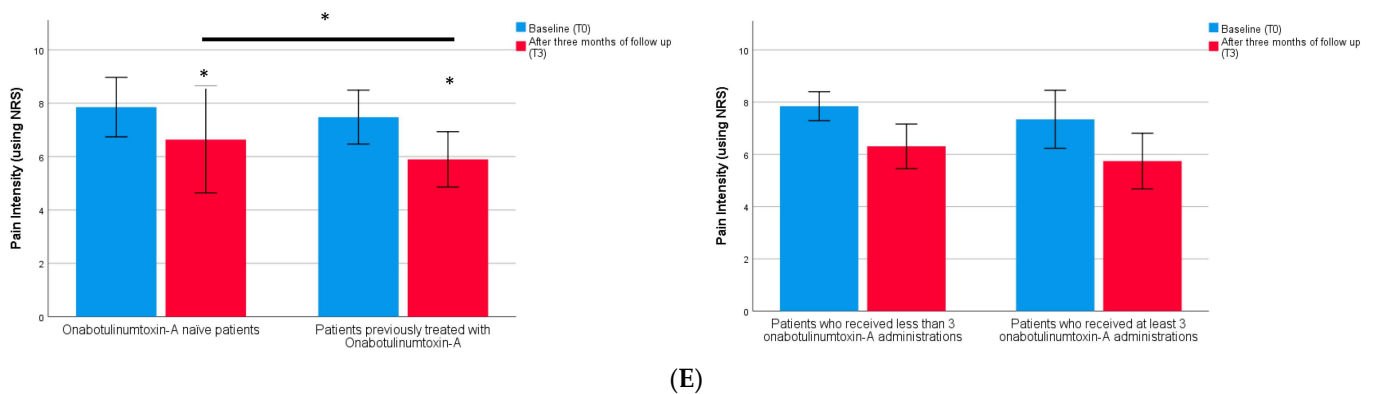 *
Baseline (T0)
After three months of follow up
(T3)
Pain Intensity (using NRS)
10
8
6
4
2
0
*
*
Onabotulinumtoxin-A naïve patients
Patients previously treated with
Onabotulinumtoxin-A
Baseline (T0)
After three months of follow up
(T3)
Pain Intensity (using NRS)
10
8
6
4
2
0
Patients who received less than 3
onabotulinumtoxin-A administrations
Patients who received at least 3
onabotulinumtoxin-A administrations
(E)